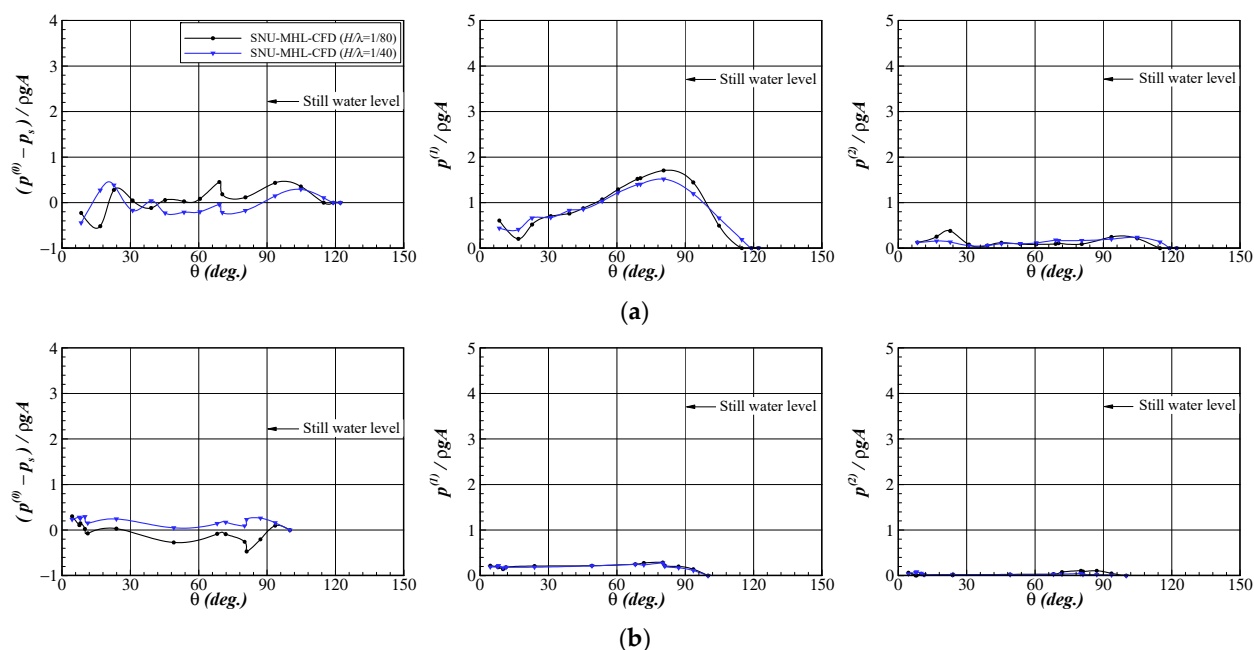 4
3
2
1
0
−1
0 30 60 90 120 150
(p⁽⁰⁾ − pₛ) / ρgA
θ (deg.)
SNU-MHL-CFD (H/λ=1/80)
SNU-MHL-CFD (H/λ=1/40)
Still water level
5
4
3
2
1
0
0 30 60 90 120 150
p⁽¹⁾ / ρgA
θ (deg.)
Still water level
5
4
3
2
1
0
0 30 60 90 120 150
p⁽²⁾ / ρgA
θ (deg.)
Still water level
(a)
4
3
2
1
0
−1
0 30 60 90 120 150
(p⁽⁰⁾ − pₛ) / ρgA
θ (deg.)
Still water level
5
4
3
2
1
0
0 30 60 90 120 150
p⁽¹⁾ / ρgA
θ (deg.)
Still water level
5
4
3
2
1
0
0 30 60 90 120 150
p⁽²⁾ / ρgA
θ (deg.)
Still water level
(b)